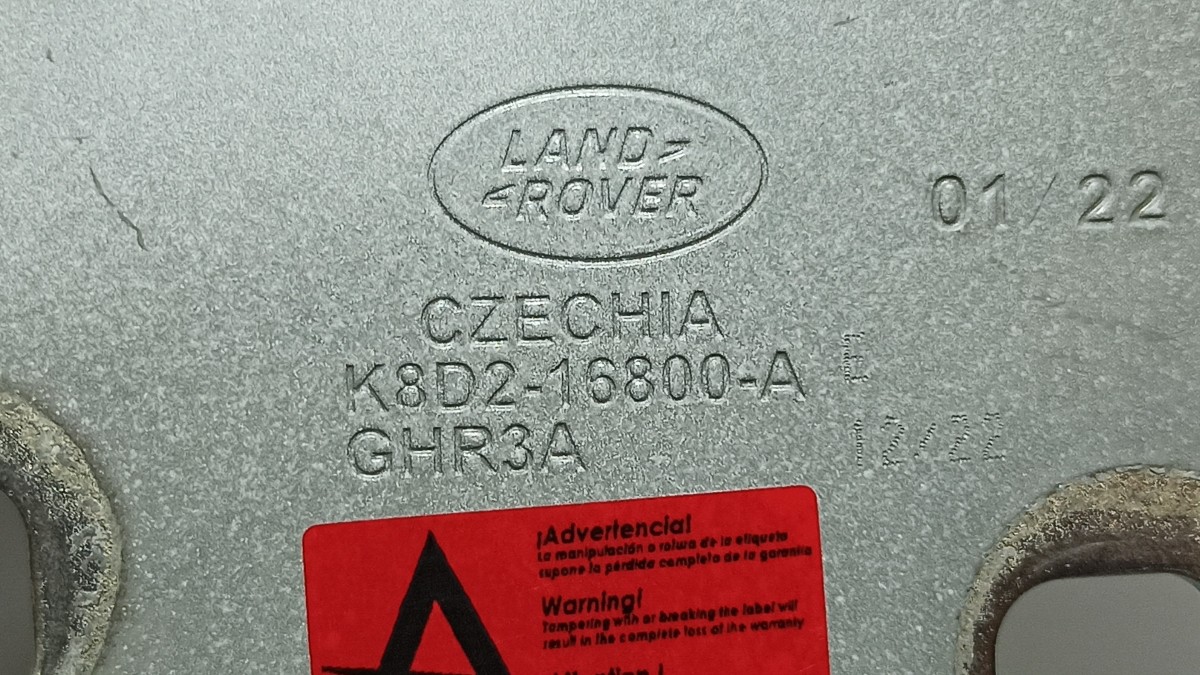 LAND
ROVER
01/22
CZECHIA
K8D2-16800-A
E
GHR3A
¡Advertencia!
La manipulación o rotura de la etiqueta
supone la pérdida completa de la garantía
Warning!
Tampering with or breaking the label will
result in the complete loss of the warranty